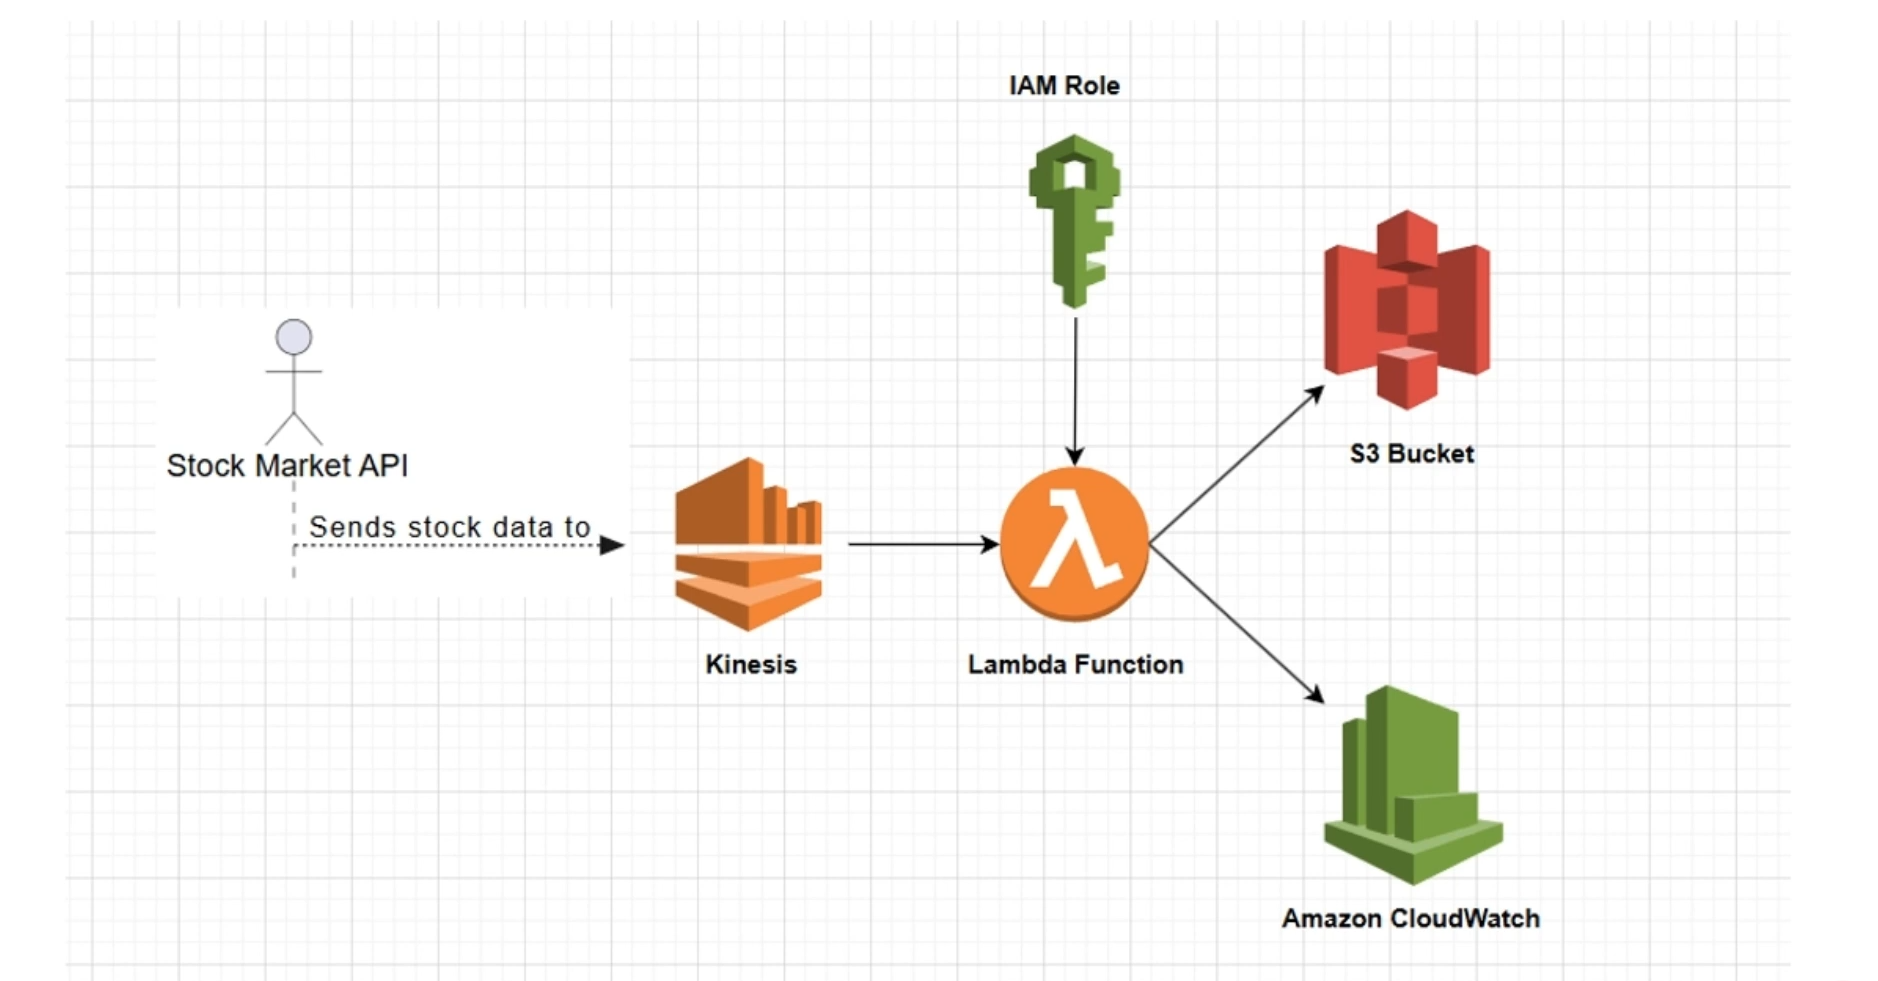 IAM Role
S3 Bucket
Stock Market API
Sends stock data to
Kinesis
Lambda Function
Amazon CloudWatch